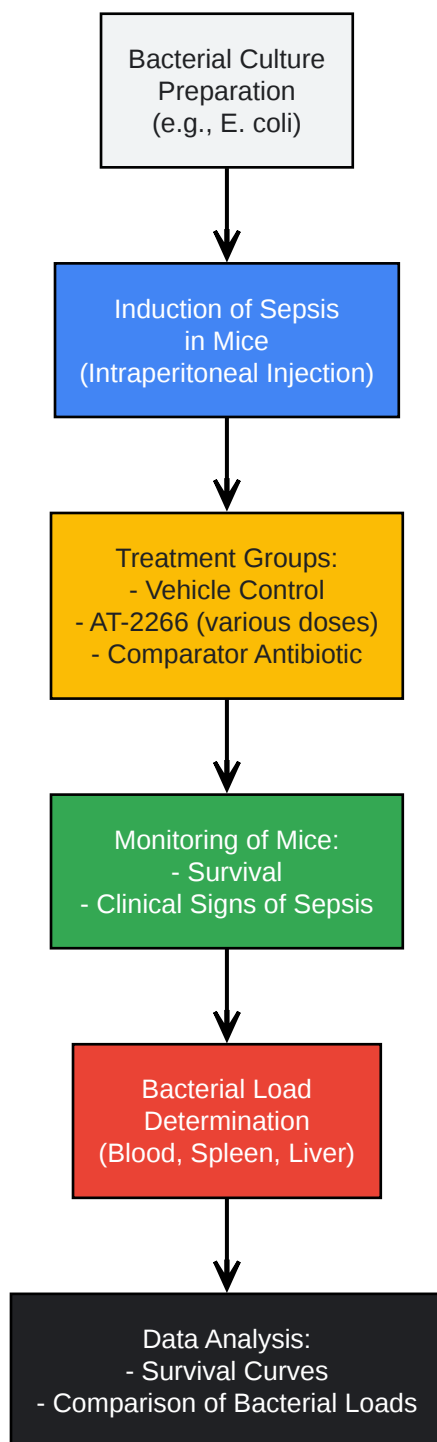 Bacterial Culture
Preparation
(e.g., E. coli)
Induction of Sepsis
in Mice
(Intraperitoneal Injection)
Treatment Groups:
- Vehicle Control
- AT-2266 (various doses)
- Comparator Antibiotic
Monitoring of Mice:
- Survival
- Clinical Signs of Sepsis
Bacterial Load
Determination
(Blood, Spleen, Liver)
Data Analysis:
- Survival Curves
- Comparison of Bacterial Loads